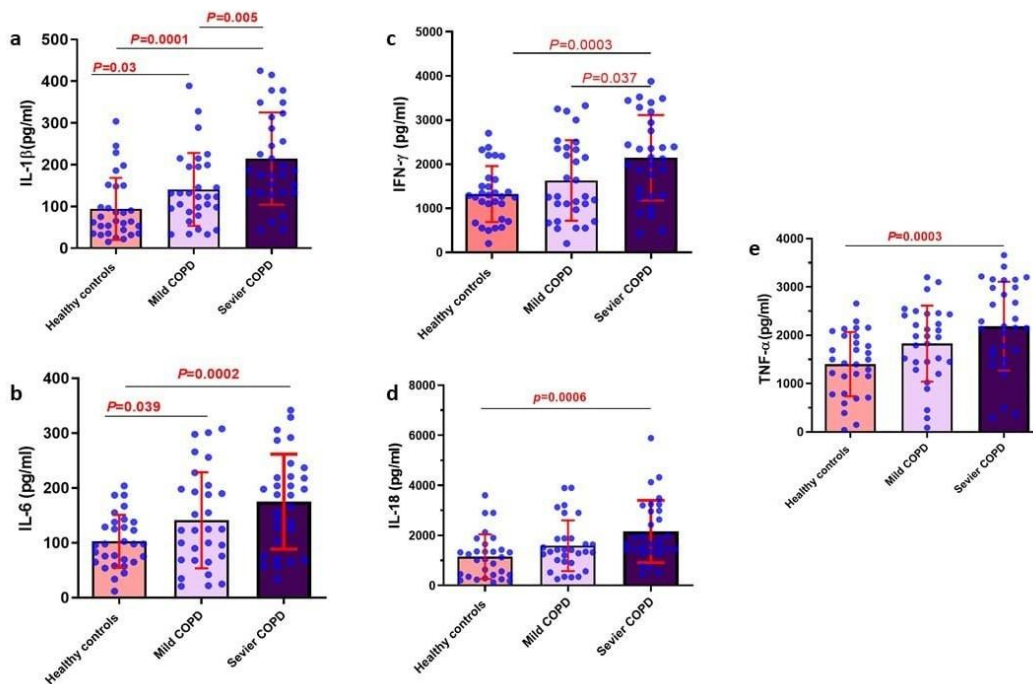 a
P=0.005
P=0.0001
P=0.03
500
400
300
200
100
0
IL-1β(pg/ml)
Healthy controls
Mild COPD
Sevier COPD
c
P=0.0003
P=0.037
5000
4000
3000
2000
1000
0
IFN-γ (pg/ml)
Healthy controls
Mild COPD
Sevier COPD
b
P=0.0002
P=0.039
400
300
200
100
0
IL-6 (pg/ml)
Healthy controls
Mild COPD
Sevier COPD
d
p=0.0006
8000
6000
4000
2000
0
IL-18 (pg/ml)
Healthy controls
Mild COPD
Sevier COPD
e
P=0.0003
4000
3000
2000
1000
0
TNF-α(pg/ml)
Healthy controls
Mild COPD
Sevier COPD